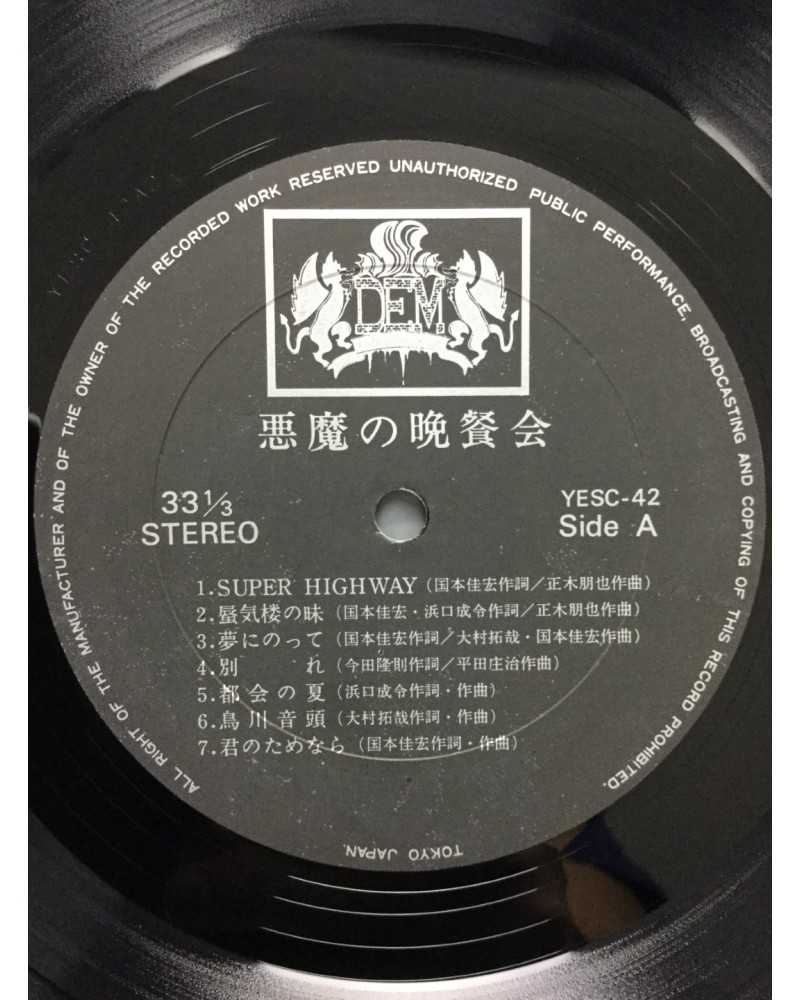 ALL RIGHT OF THE MANUFACTURER AND OF THE OWNER OF THE RECORDED WORK RESERVED UNAUTHORIZED PUBLIC PERFORMANCE, BROADCASTING AND COPYING OF THIS RECORD PROHIBITED.
DEM
悪魔の晩餐会
33 1/3
STEREO
YESC-42
Side A
1.SUPER HIGHWAY(国本佳宏作詞/正木朋也作曲)
2.蜃気楼の昧(国本佳宏・浜口成令作詞/正木朋也作曲)
3.夢にのって(国本佳宏作詞/大村拓哉・国本佳宏作曲)
4.別れ(今田隆則作詞/平田庄治作曲)
5.都会の夏(浜口成令作詞・作曲)
6.鳥川音頭(大村拓哉作詞・作曲)
7.君のためなら(国本佳宏作詞・作曲)
TOKYO JAPAN.